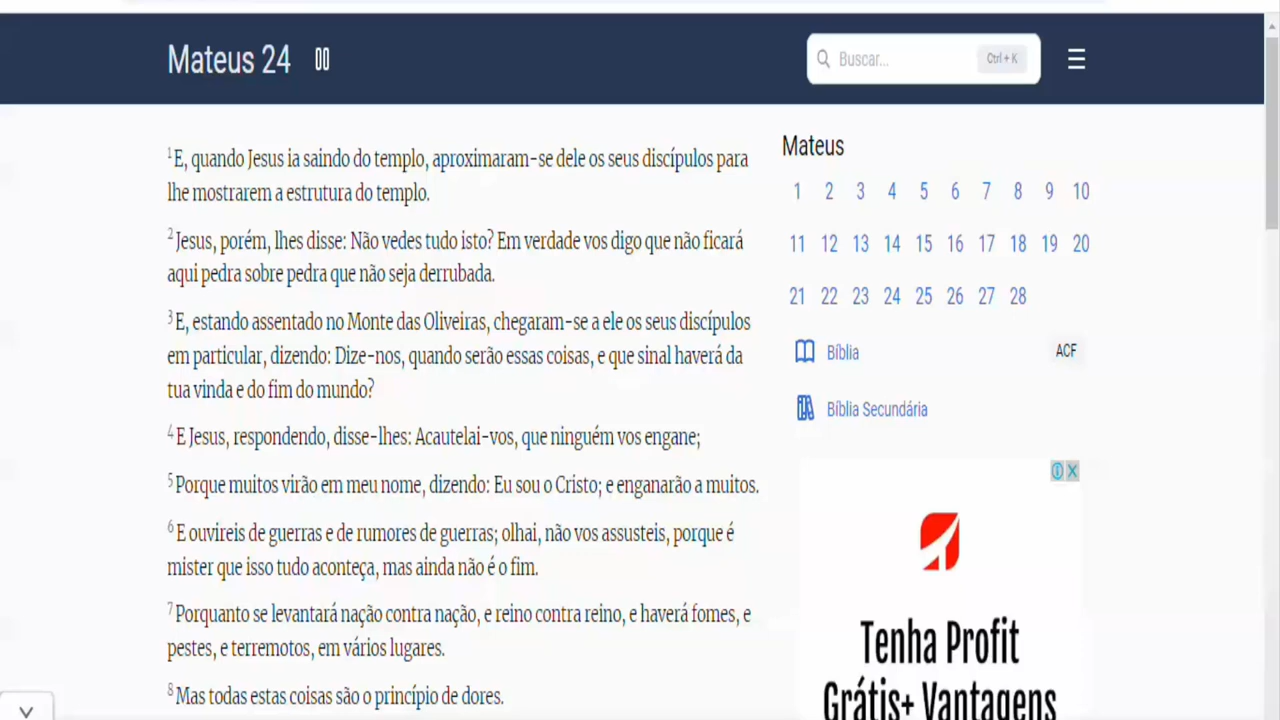 Mateus 24
Buscar...
Ctrl + K
1 E, quando Jesus ia saindo do templo, aproximaram-se dele os seus discípulos para
lhe mostrarem a estrutura do templo.
2 Jesus, porém, lhes disse: Não vedes tudo isto? Em verdade vos digo que não ficará
aqui pedra sobre pedra que não seja derrubada.
3 E, estando assentado no Monte das Oliveiras, chegaram-se a ele os seus discípulos
em particular, dizendo: Dize-nos, quando serão essas coisas, e que sinal haverá da
tua vinda e do fim do mundo?
4 E Jesus, respondendo, disse-lhes: Acautelai-vos, que ninguém vos engane;
5 Porque muitos virão em meu nome, dizendo: Eu sou o Cristo; e enganarão a muitos.
6 E ouvireis de guerras e de rumores de guerras; olhai, não vos assusteis, porque é
mister que isso tudo aconteça, mas ainda não é o fim.
7 Porquanto se levantará nação contra nação, e reino contra reino, e haverá fomes, e
pestes, e terremotos, em vários lugares.
8 Mas todas estas coisas são o princípio de dores.
Mateus
1 2 3 4 5 6 7 8 9 10
11 12 13 14 15 16 17 18 19 20
21 22 23 24 25 26 27 28
Bíblia ACF
Bíblia Secundária
Tenha Profit
Grátis+ Vantagens